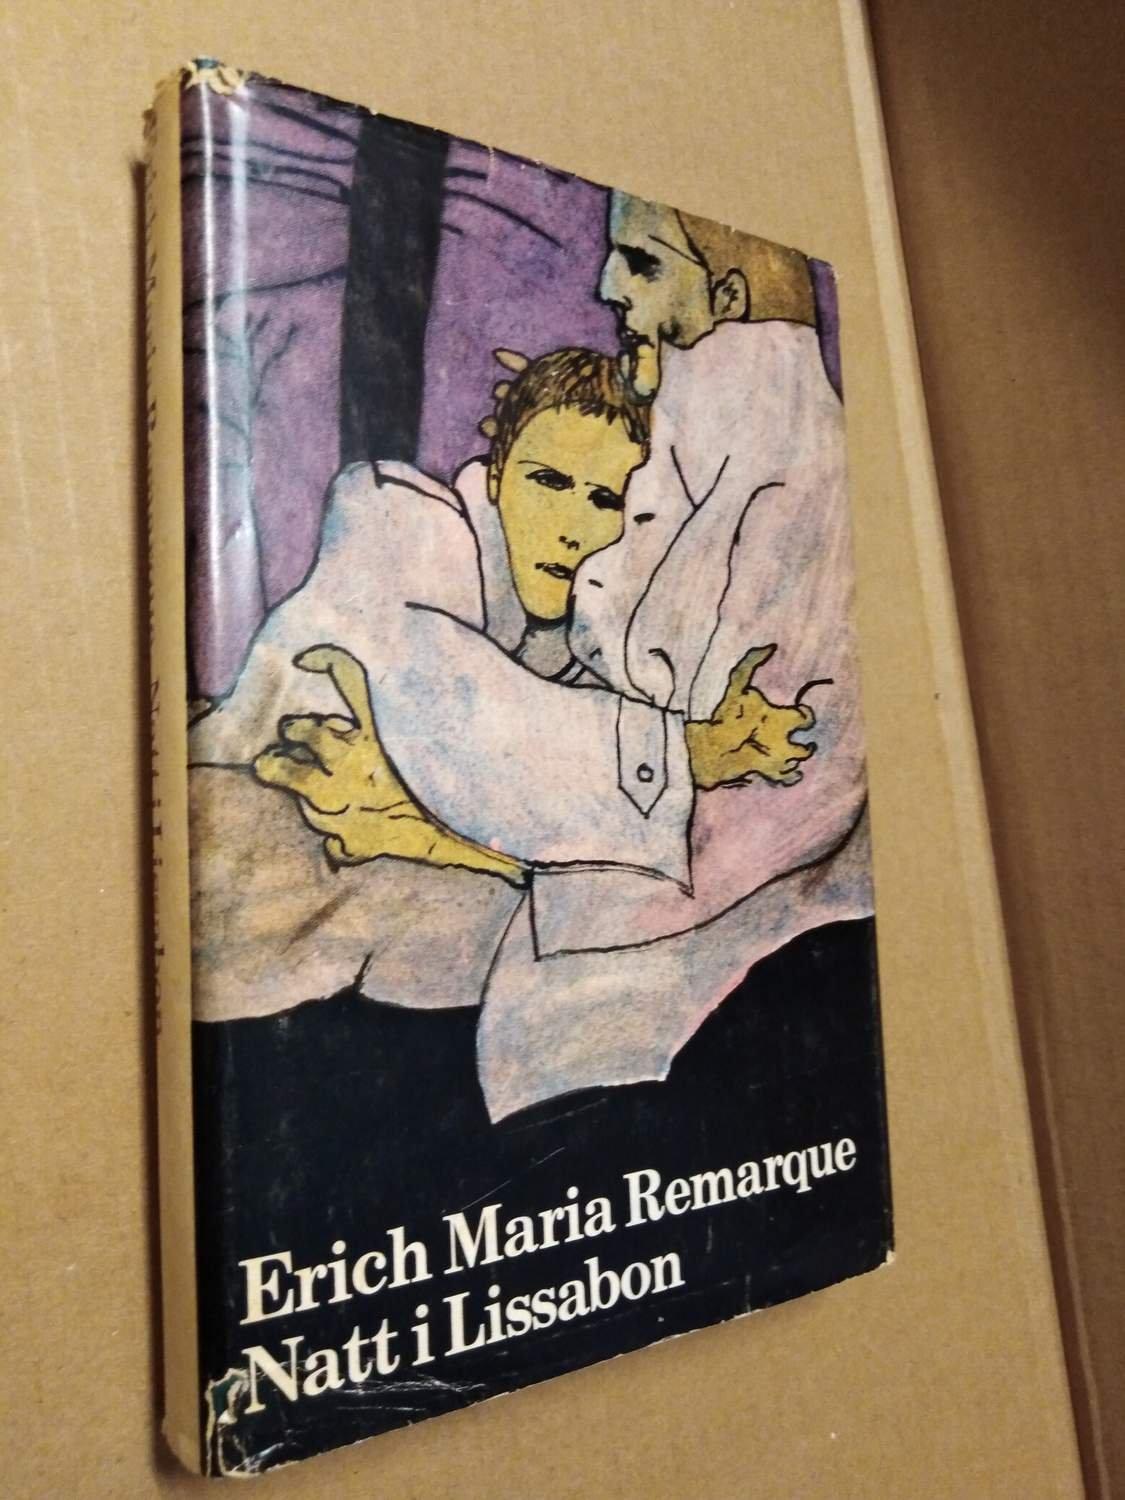 Erich Maria Remarque
Natt i Lissabon